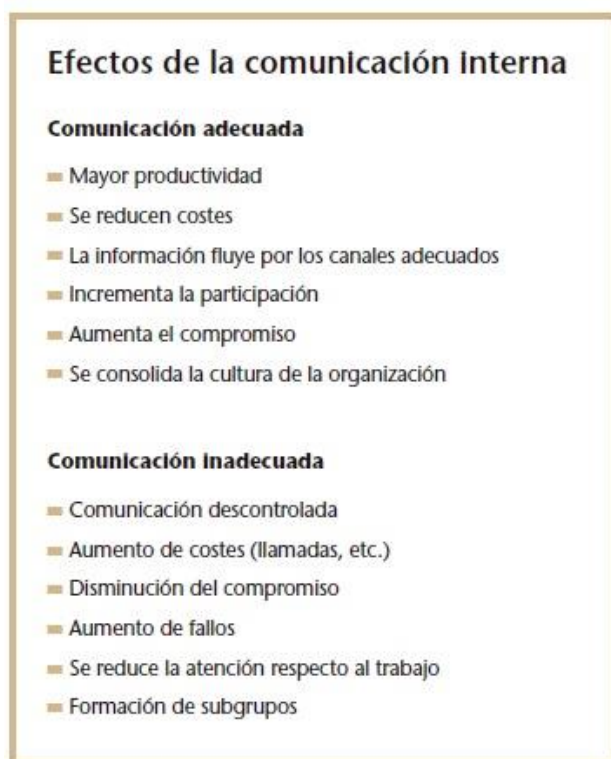 Efectos de la comunicación interna
Comunicación adecuada
Mayor productividad
Se reducen costes
La información fluye por los canales adecuados
Incrementa la participación
Aumenta el compromiso
Se consolida la cultura de la organización
Comunicación inadecuada
Comunicación descontrolada
Aumento de costes (llamadas, etc.)
Disminución del compromiso
Aumento de fallos
Se reduce la atención respecto al trabajo
Formación de subgrupos